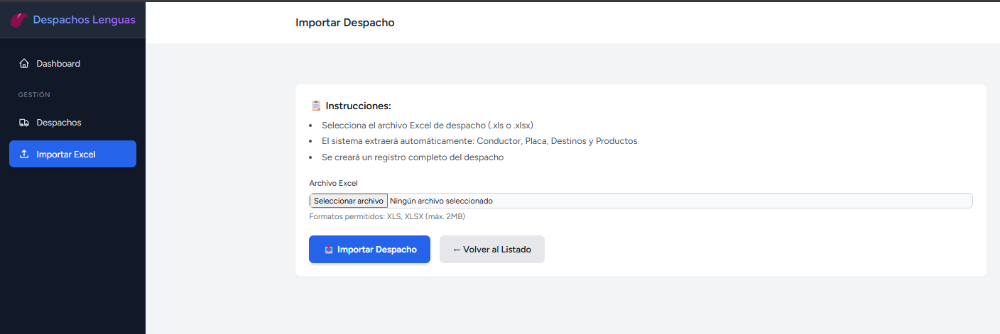 Despachos Lenguas
Importar Despacho
Dashboard
GESTIÓN
Despachos
Importar Excel
Instrucciones:
Selecciona el archivo Excel de despacho (.xls o .xlsx)
El sistema extraerá automáticamente: Conductor, Placa, Destinos y Productos
Se creará un registro completo del despacho
Archivo Excel
Seleccionar archivo Ningún archivo seleccionado
Formatos permitidos: XLS, XLSX (máx. 2MB)
Importar Despacho
← Volver al Listado